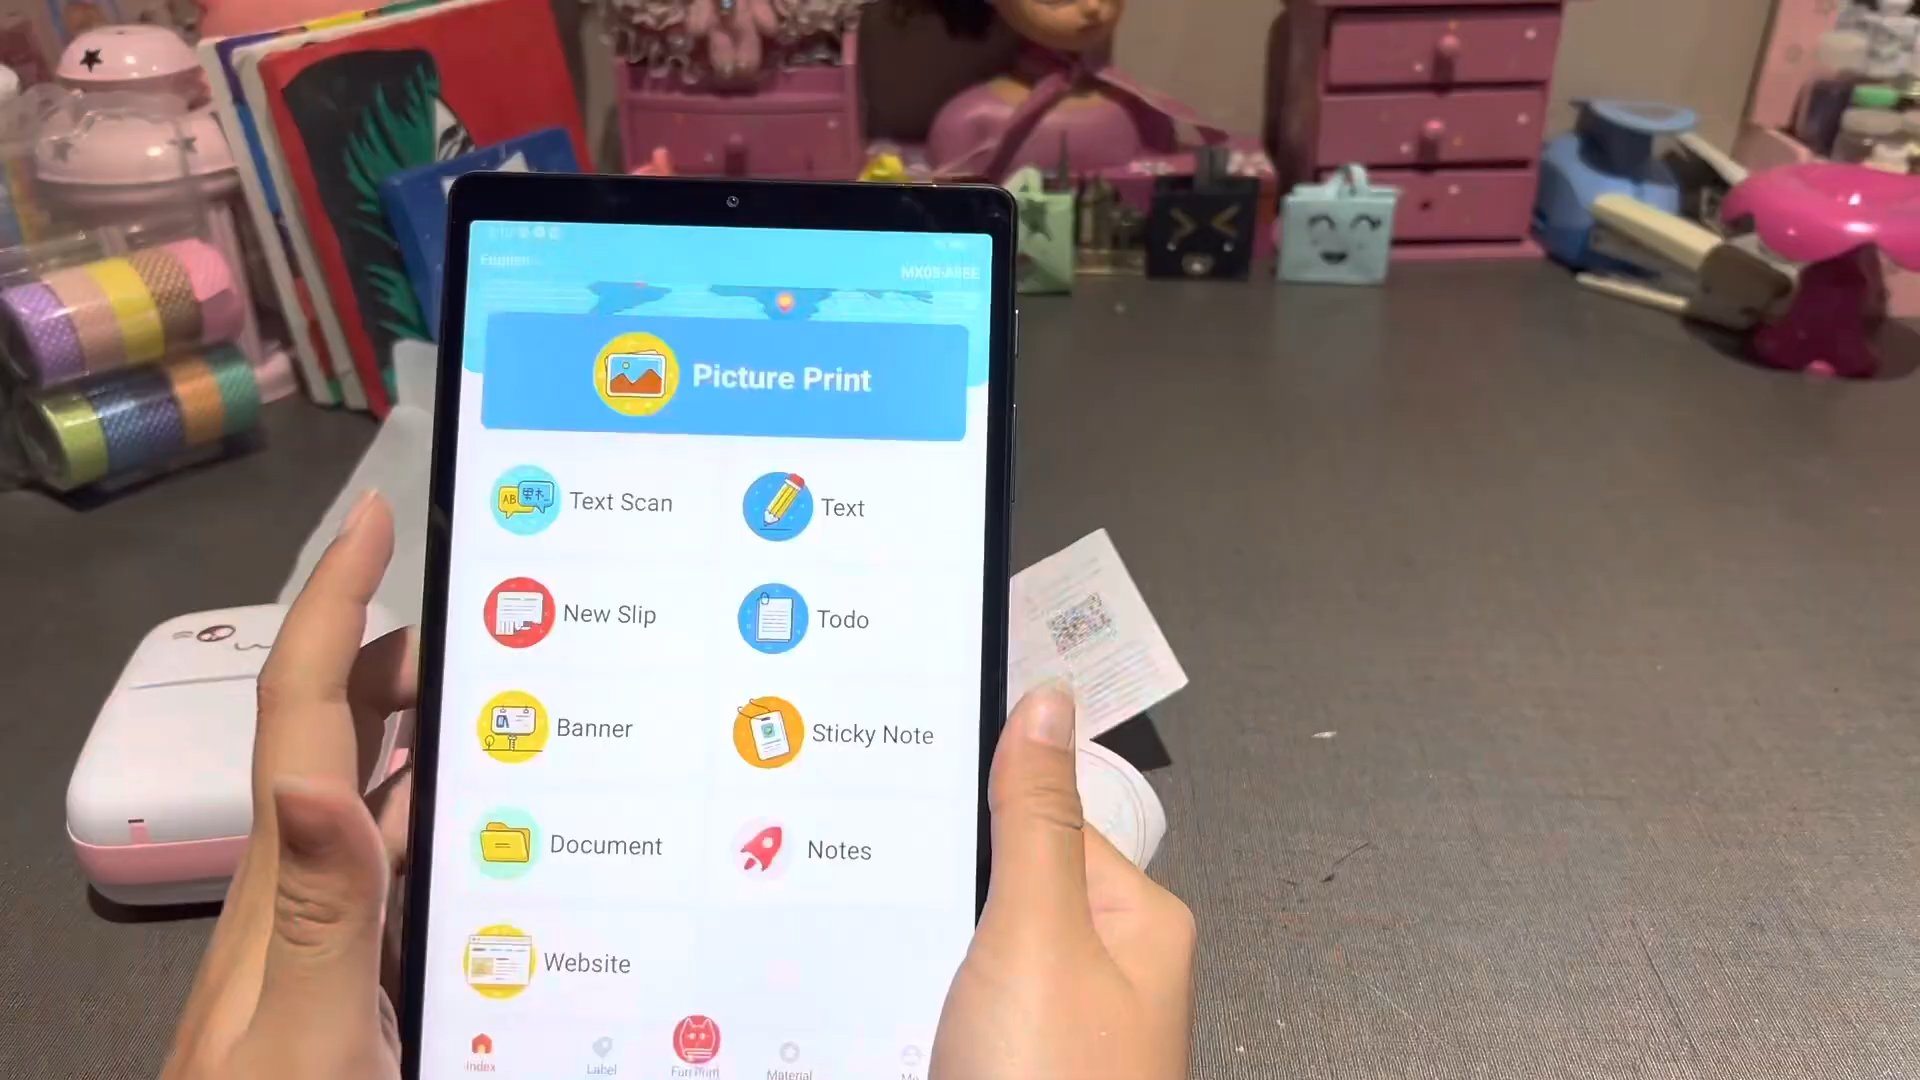 English
MX05-A8EE
Picture Print
Text Scan
Text
New Slip
Todo
Banner
Sticky Note
Document
Notes
Website
Index
Label
Fun Print
Material
Me